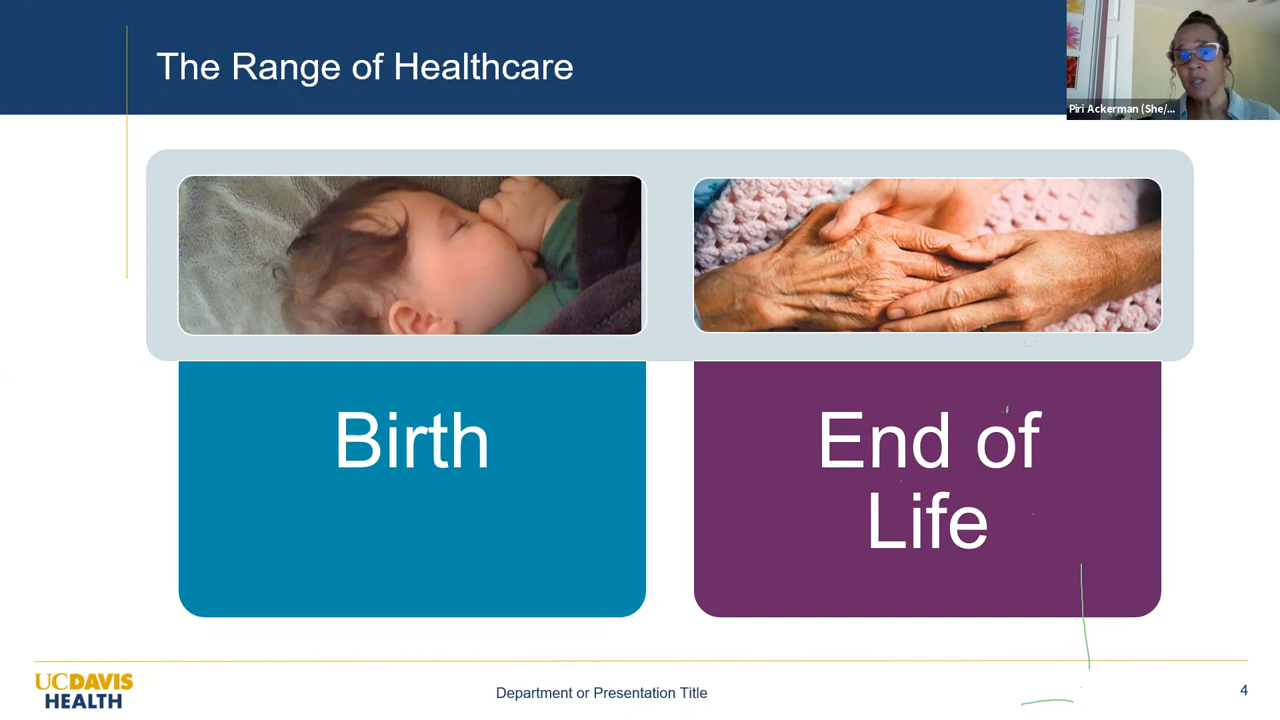 The Range of Healthcare
Piri Ackerman (She/...
Birth
End of
Life
UCDAVIS
HEALTH
Department or Presentation Title
4